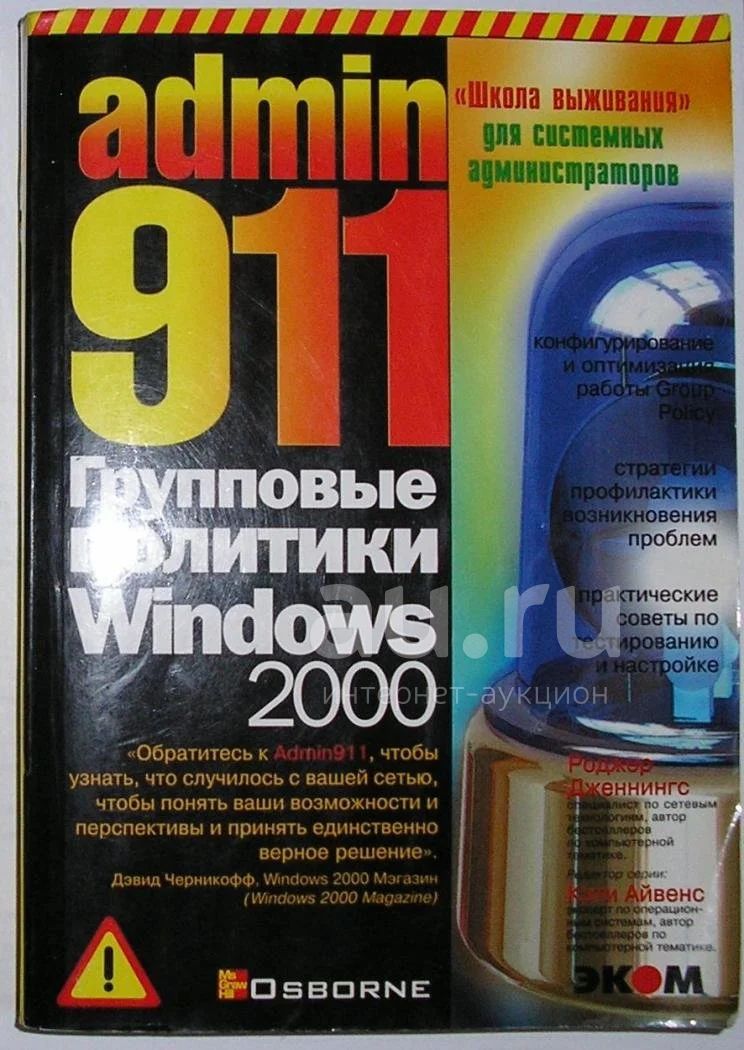 admin
911
Групповые
политики
Windows
2000
«Обратитесь к Admin911, чтобы
узнать, что случилось с вашей сетью,
чтобы понять ваши возможности и
перспективы и принять единственно
верное решение».
Дэвид Черникофф, Windows 2000 Мэгазин
(Windows 2000 Magazine)
!
Mc
Graw
Hill
OSBORNE
«Школа выживания»
для системных
администраторов
конфигурирование
и оптимизация
работы Group
Policy
стратегии
профилактики
возникновения
проблем
практические
советы по
тестированию
и настройке
Роджер
Дженнингс
специалист по сетевым
технологиям, автор
бестселлеров
по компьютерной
тематике.
Редактор серии:
Кэти Айвенс
эксперт по операцион-
ным системам, автор
бестселлеров по
компьютерной тематике.
ЭКОМ
au.ru
интернет-аукцион